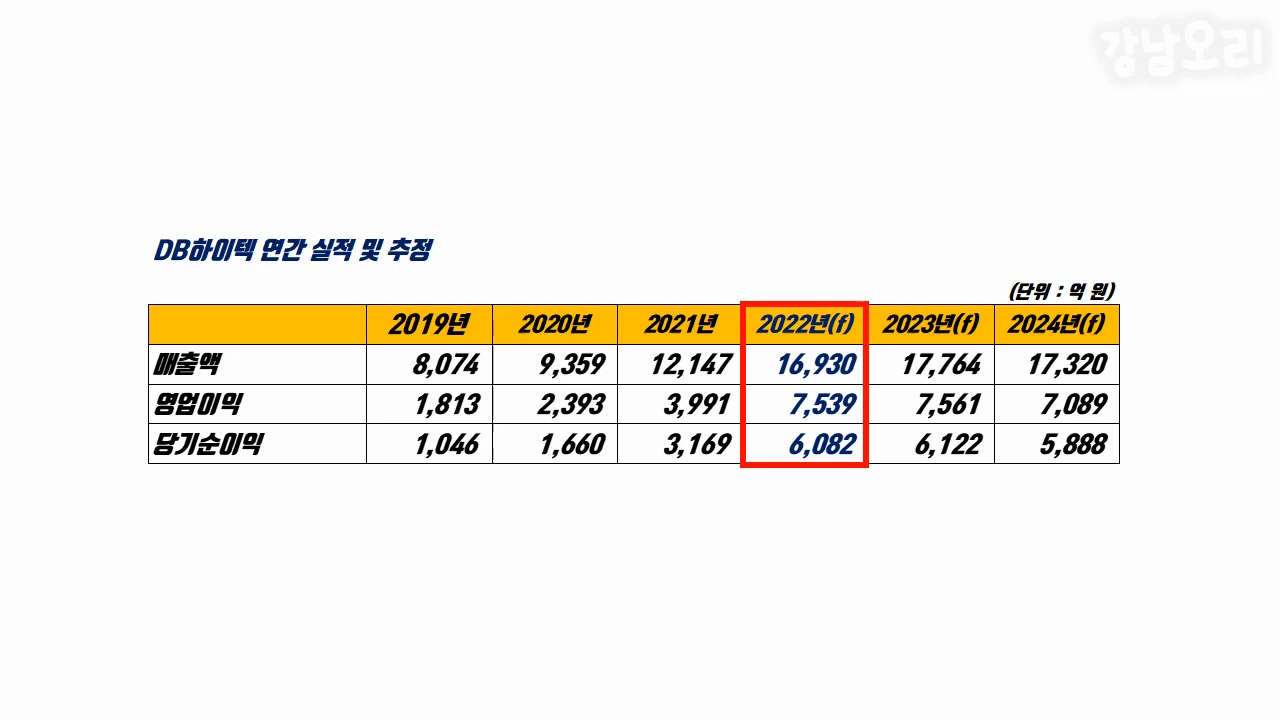 강남오리
DB하이텍 연간 실적 및 추정
(단위 : 억 원)
2019년 2020년 2021년 2022년(f) 2023년(f) 2024년(f)
매출액 8,074 9,359 12,147 16,930 17,764 17,320
영업이익 1,813 2,393 3,991 7,539 7,561 7,089
당기순이익 1,046 1,660 3,169 6,082 6,122 5,888